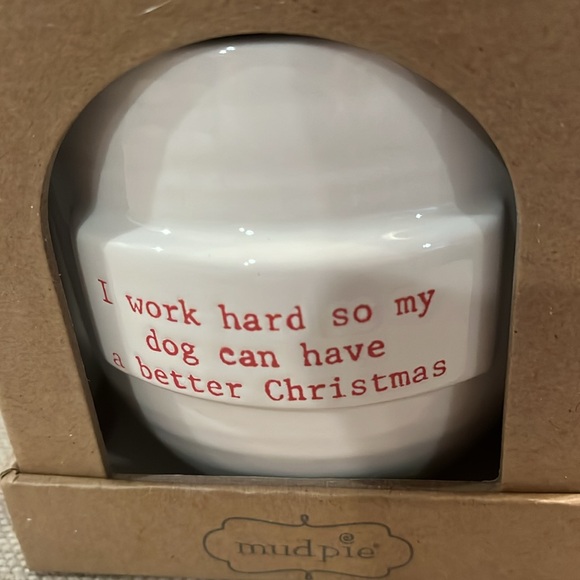 I work hard so my
dog can have
a better Christmas
mudpie®